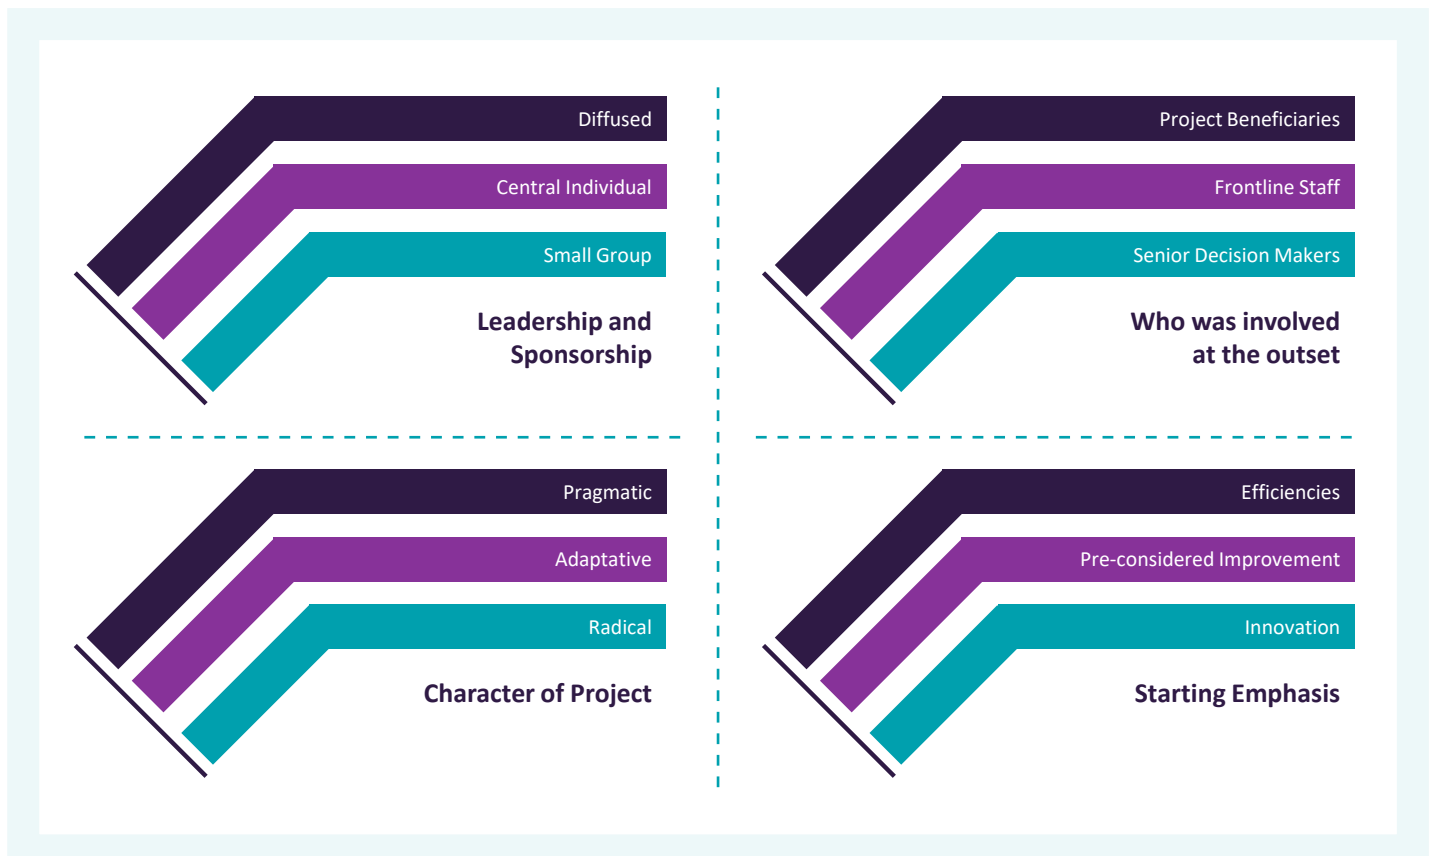 Diffused
Central Individual
Small Group
Leadership and
Sponsorship
Project Beneficiaries
Frontline Staff
Senior Decision Makers
Who was involved
at the outset
Pragmatic
Adaptative
Radical
Character of Project
Efficiencies
Pre-considered Improvement
Innovation
Starting Emphasis